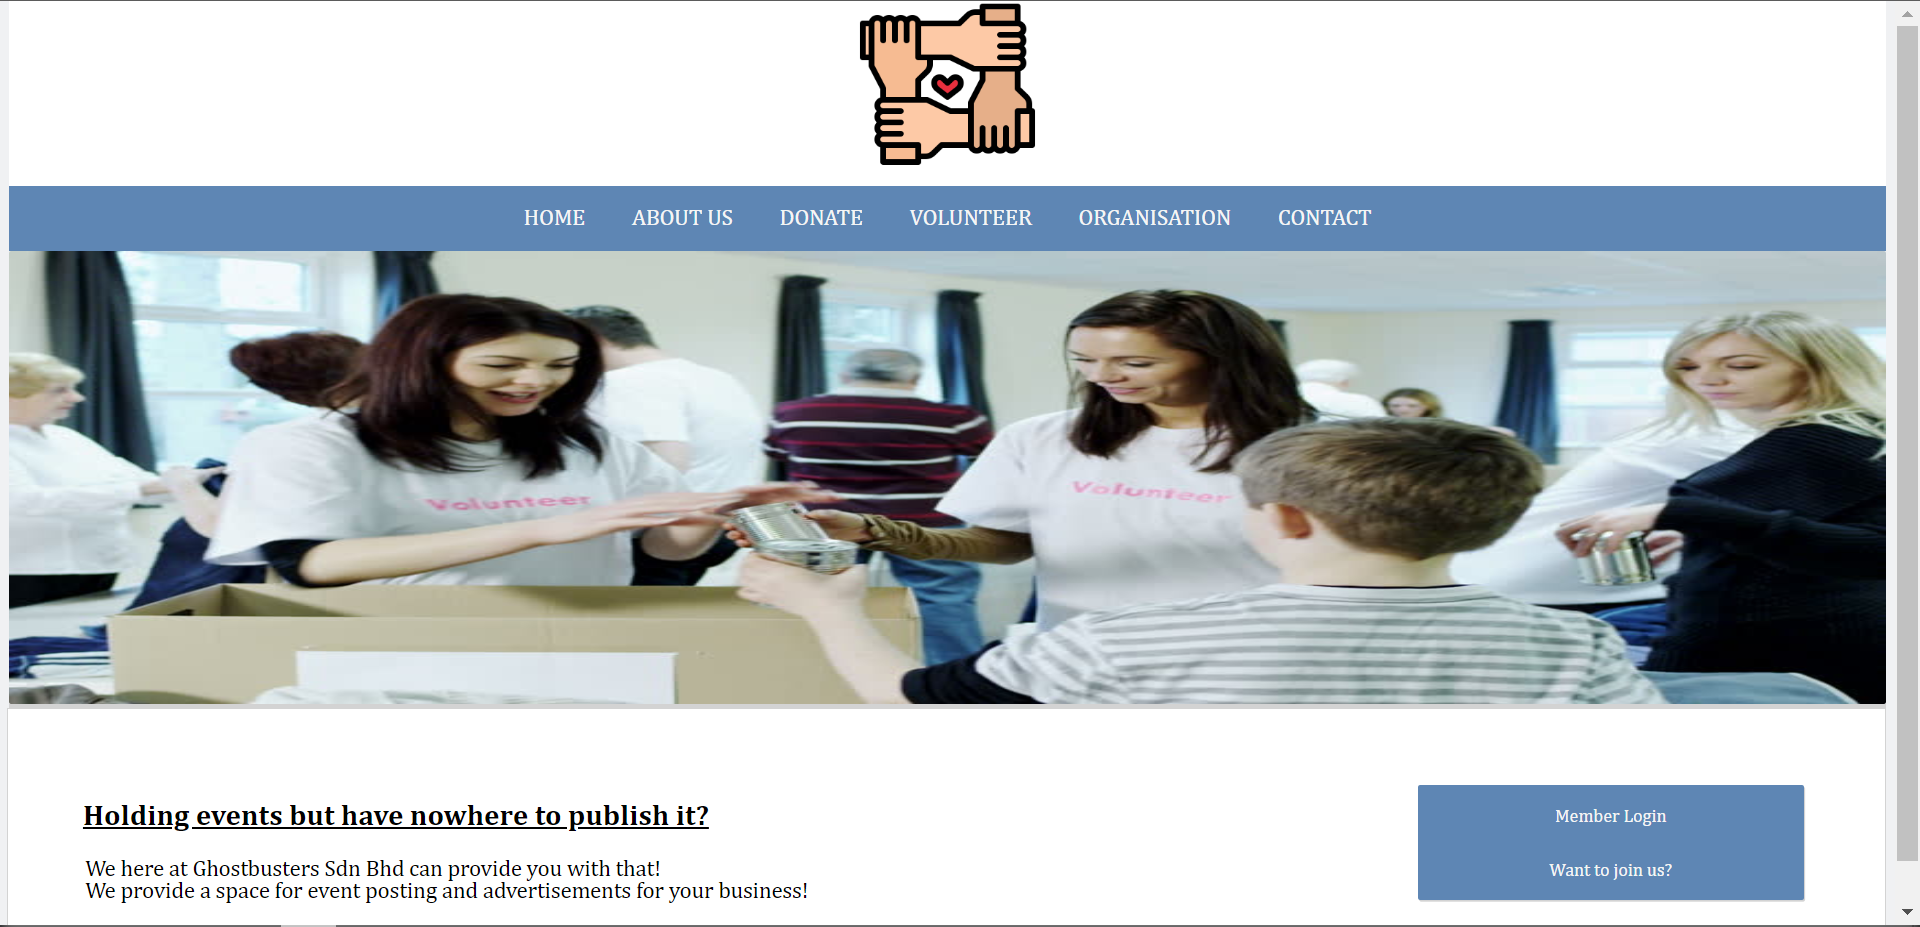 HOME ABOUT US DONATE VOLUNTEER ORGANISATION CONTACT
Volunteer
Volunteer
Holding events but have nowhere to publish it?
We here at Ghostbusters Sdn Bhd can provide you with that!
We provide a space for event posting and advertisements for your business!
Member Login
Want to join us?